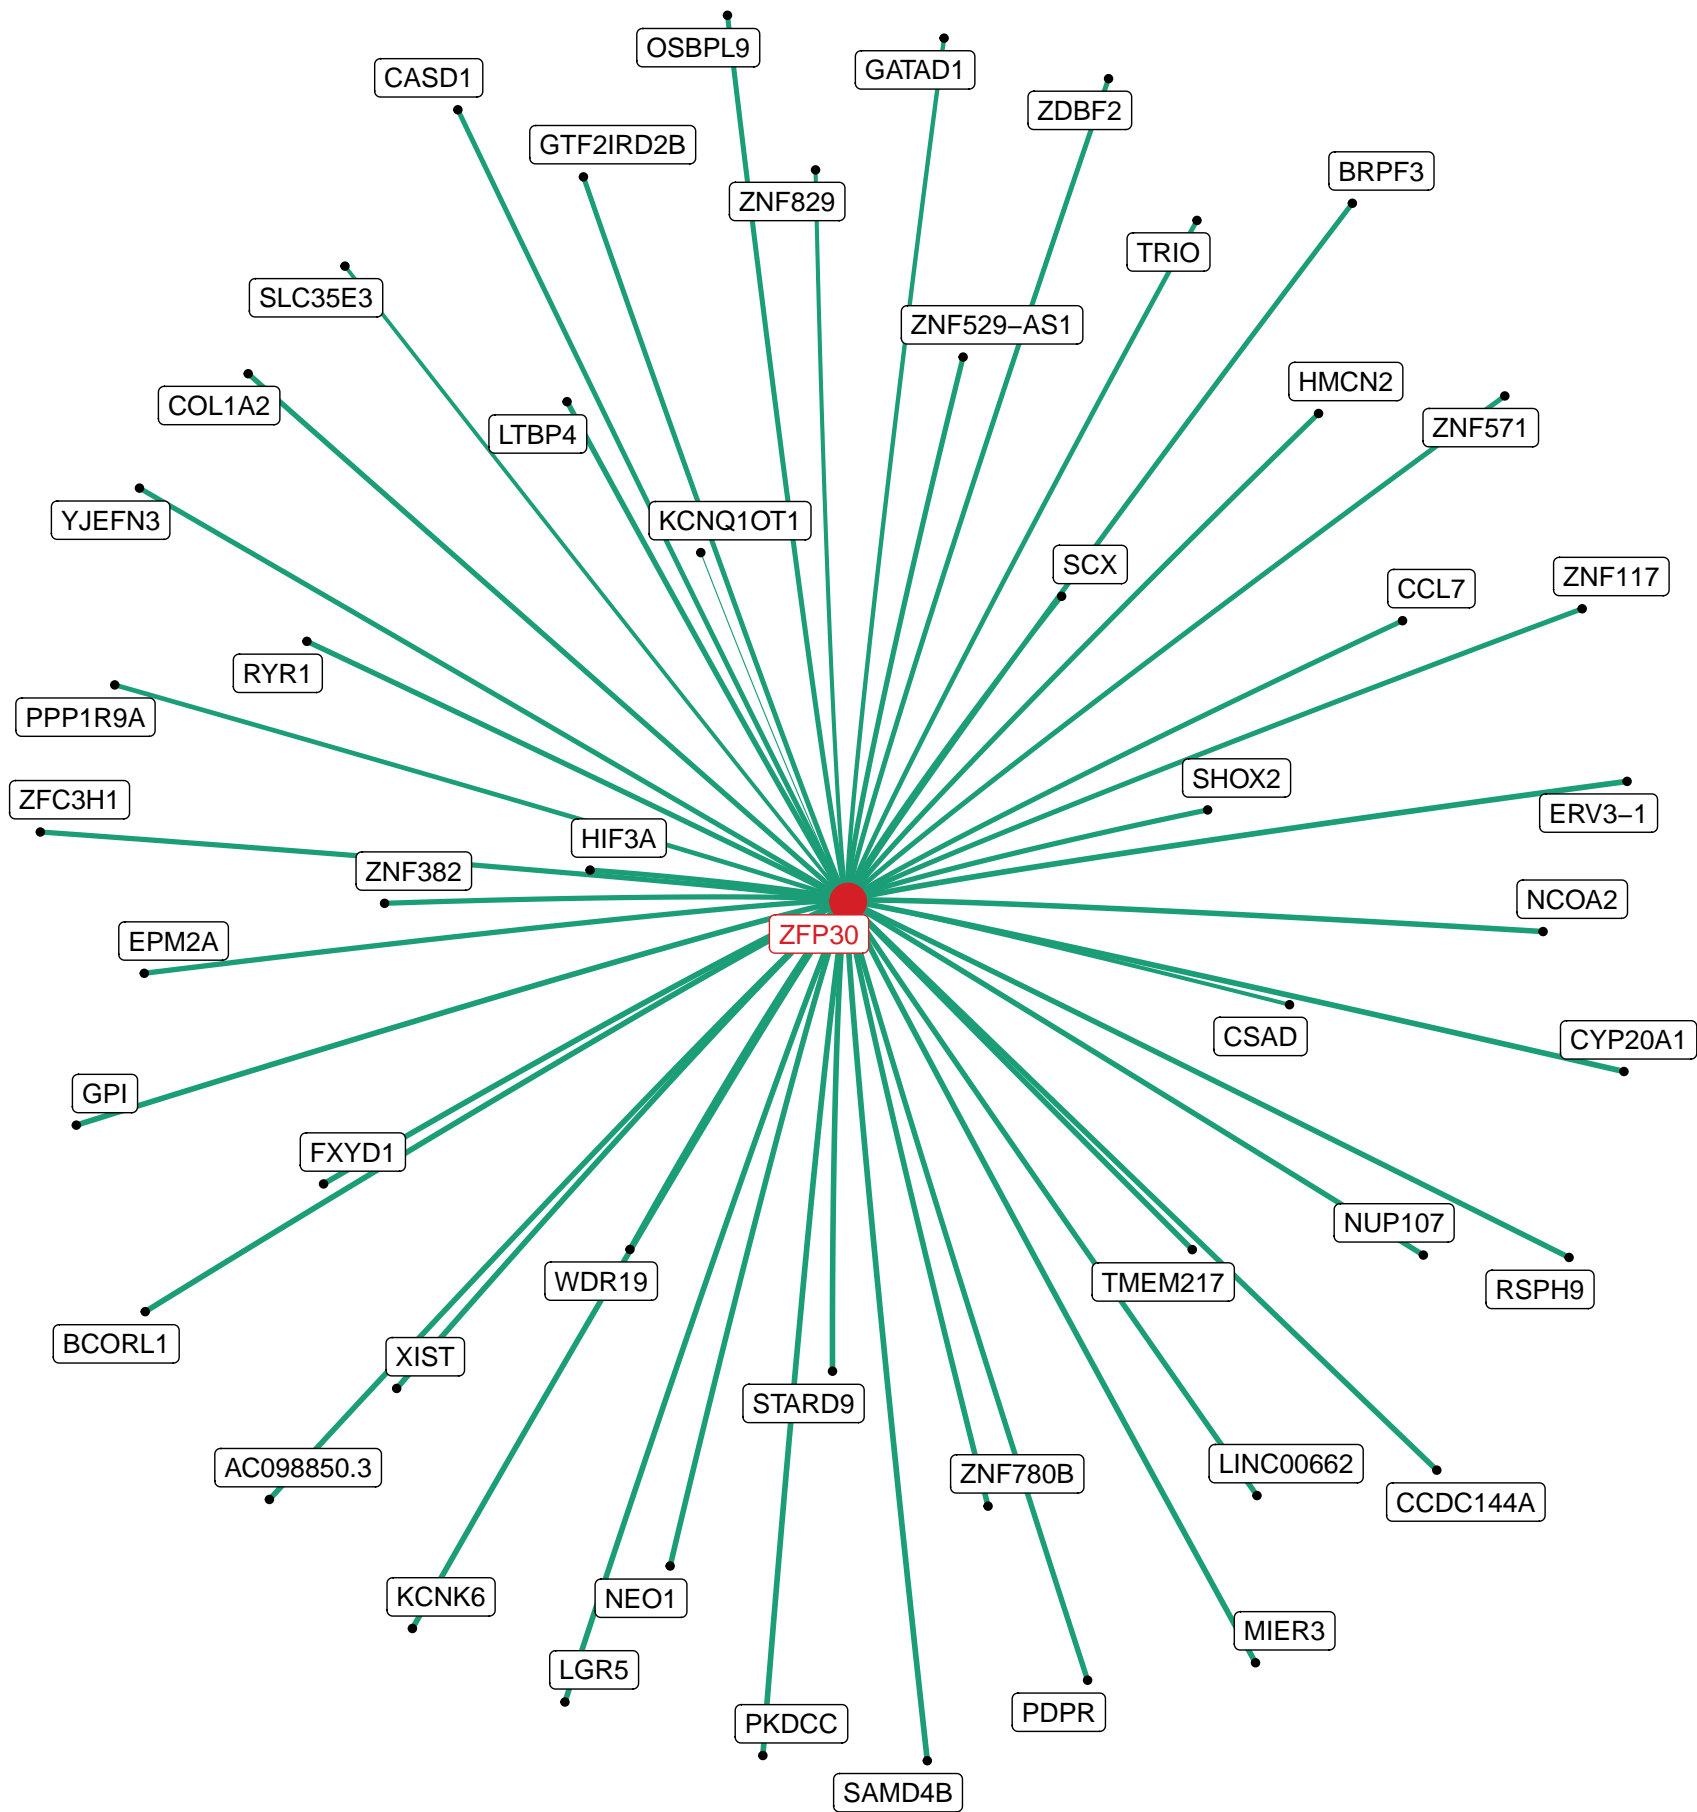 OSBPL9
GATAD1
CASD1
ZDBF2
GTF2IRD2B
BRPF3
ZNF829
TRIO
SLC35E3
ZNF529–AS1
HMCN2
COL1A2
ZNF571
LTBP4
YJEFN3
KCNQ1OT1
SCX
ZNF117
CCL7
RYR1
PPP1R9A
SHOX2
ZFC3H1
ERV3–1
HIF3A
ZNF382
NCOA2
ZFP30
EPM2A
CSAD
CYP20A1
GPI
FXYD1
NUP107
WDR19
TMEM217
RSPH9
BCORL1
XIST
STARD9
LINC00662
AC098850.3
ZNF780B
CCDC144A
KCNK6
NEO1
MIER3
LGR5
PDPR
PKDCC
SAMD4B